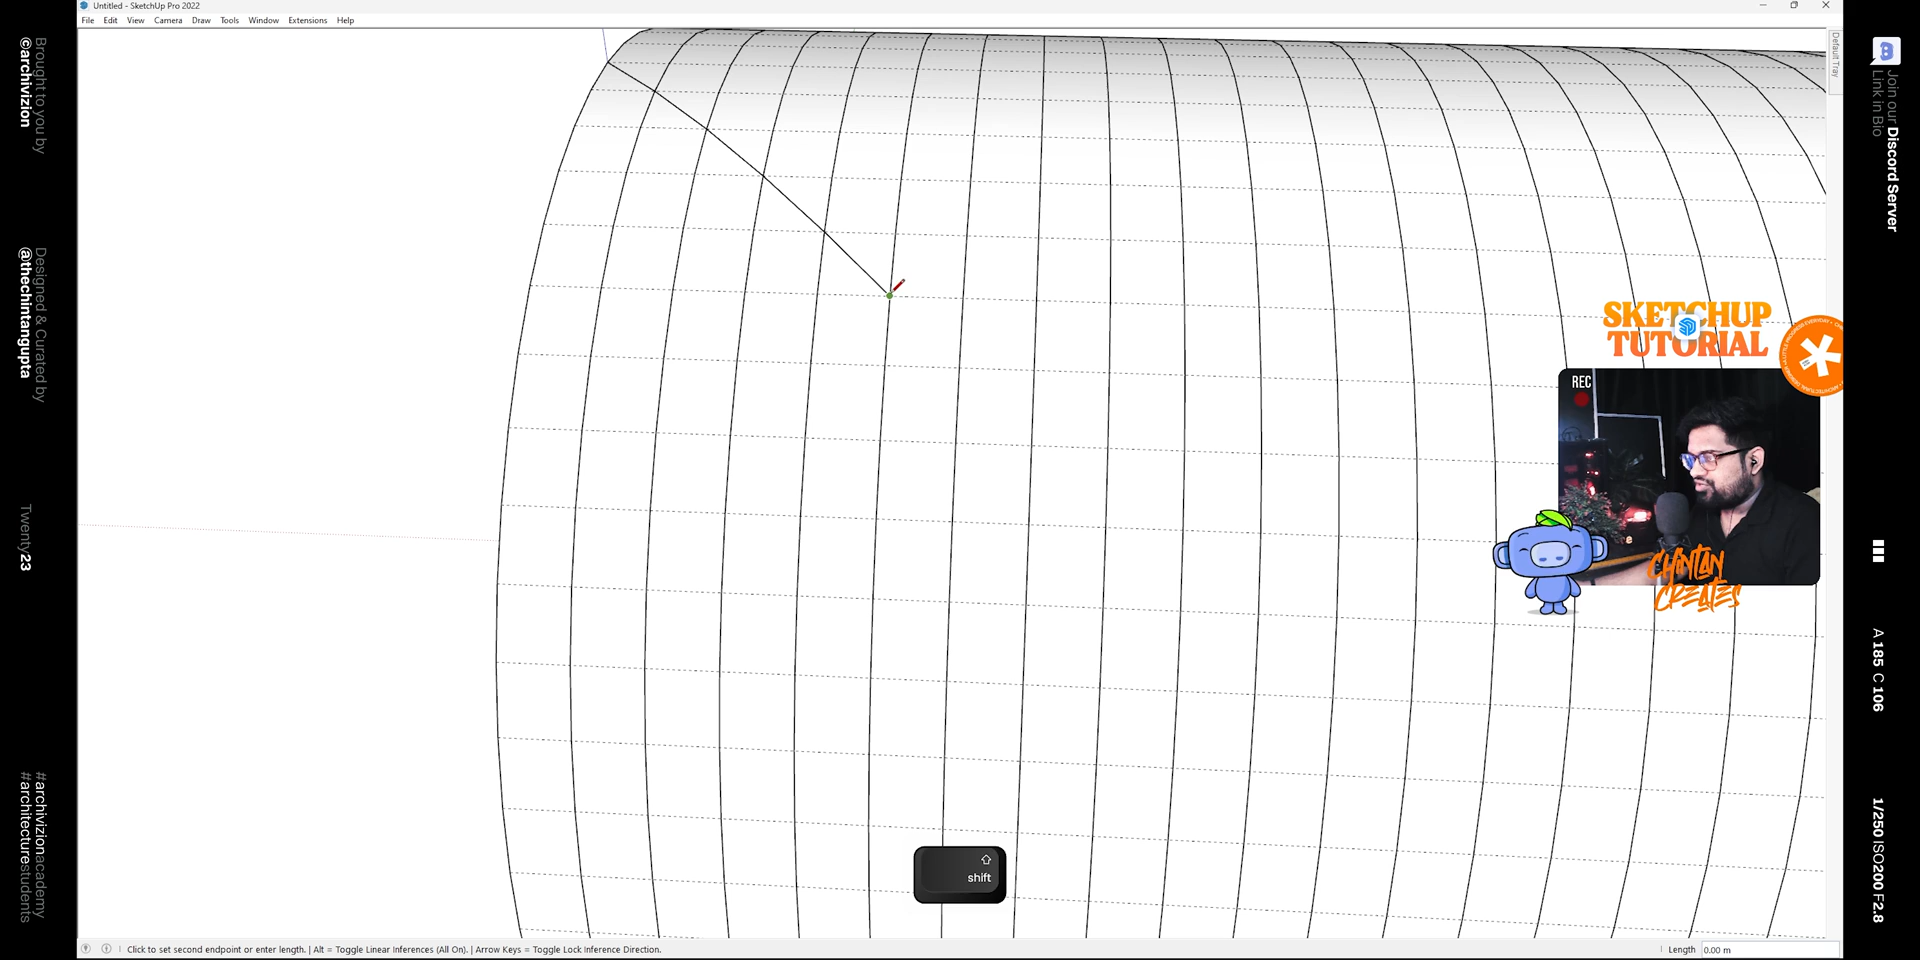 Untitled - SketchUp Pro 2022
File Edit View Camera Draw Tools Window Extensions Help
Default Tray
Brought to you by
@archivizion
Designed & Curated by
@thechintangupta
Twenty23
#archivizionacademy
#architecturestudents
Join our Discord Server
Link in Bio
SKETCHUP
TUTORIAL
REC
CHINTAN
CREATES
A 185 C 106
1/250 ISO200 F2.8
shift
Click to set second endpoint or enter length. | Alt = Toggle Linear Inferences (All On). | Arrow Keys = Toggle Lock Inference Direction.
Length 0.00 m